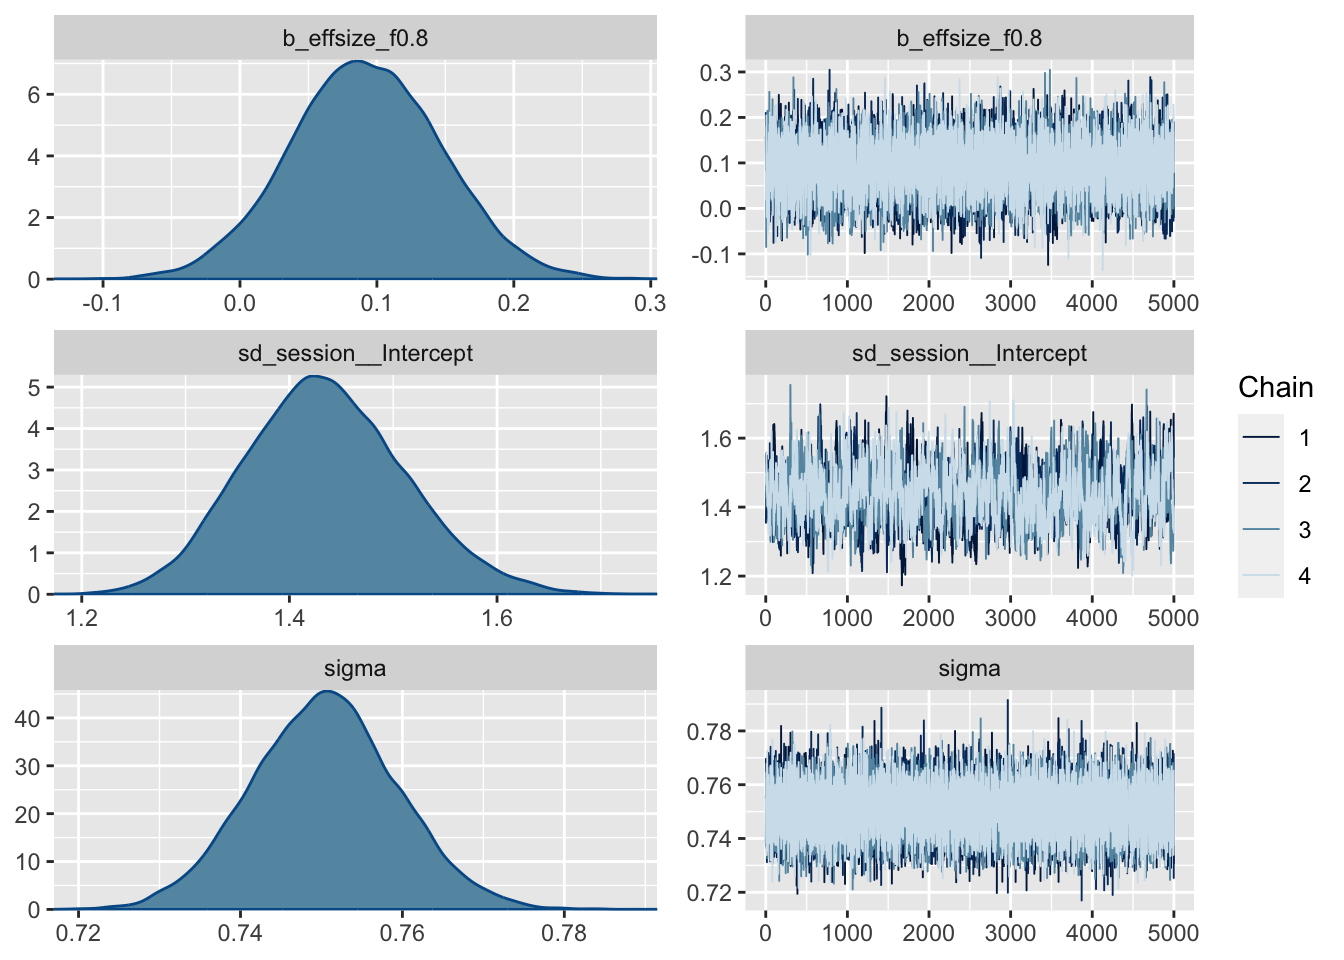 b_effsize_f0.8
6
4
2
0
-0.1 0.0 0.1 0.2 0.3
b_effsize_f0.8
0.3
0.2
0.1
0.0
-0.1
0 1000 2000 3000 4000 5000
sd_session__Intercept
5
4
3
2
1
0
1.2 1.4 1.6
sd_session__Intercept
1.6
1.4
1.2
0 1000 2000 3000 4000 5000
sigma
40
30
20
10
0
0.72 0.74 0.76 0.78
sigma
0.78
0.76
0.74
0.72
0 1000 2000 3000 4000 5000
Chain
1
2
3
4